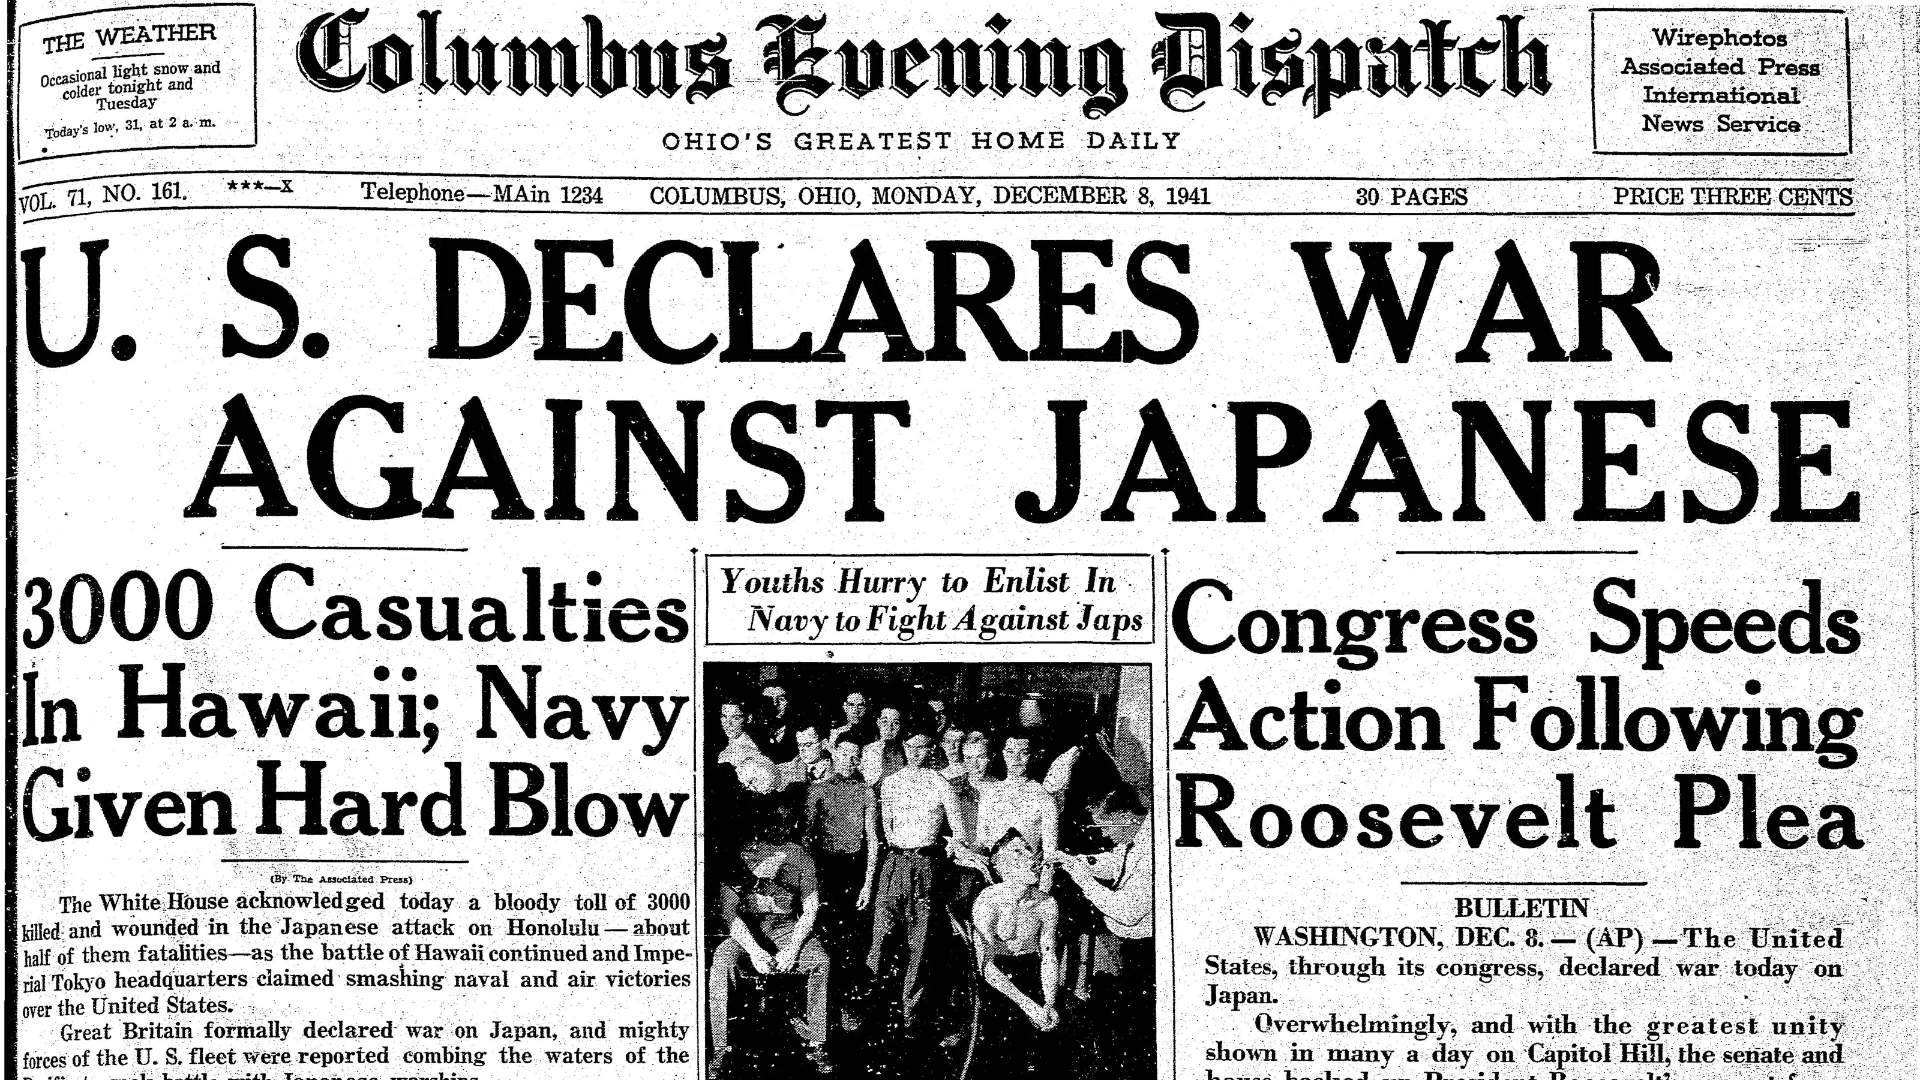 THE WEATHER
Occasional light snow and
colder tonight and
Tuesday
Today's low, 31, at 2 a. m.
Columbus Evening Dispatch
OHIO'S GREATEST HOME DAILY
Wirephotos
Associated Press
International
News Service
VOL. 71, NO. 161. ***—X Telephone—MAin 1234 COLUMBUS, OHIO, MONDAY, DECEMBER 8, 1941 30 PAGES PRICE THREE CENTS
U. S. DECLARES WAR
AGAINST JAPANESE
3000 Casualties
In Hawaii; Navy
Given Hard Blow
(By The Associated Press)
The White House acknowledged today a bloody toll of 3000
killed and wounded in the Japanese attack on Honolulu — about
half of them fatalities—as the battle of Hawaii continued and Impe-
rial Tokyo headquarters claimed smashing naval and air victories
over the United States.
Great Britain formally declared war on Japan, and mighty
forces of the U. S. fleet were reported combing the waters of the
Youths Hurry to Enlist In
Navy to Fight Against Japs
Congress Speeds
Action Following
Roosevelt Plea
BULLETIN
WASHINGTON, DEC. 8. — (AP) — The United
States, through its congress, declared war today on
Japan.
Overwhelmingly, and with the greatest unity
shown in many a day on Capitol Hill, the senate and